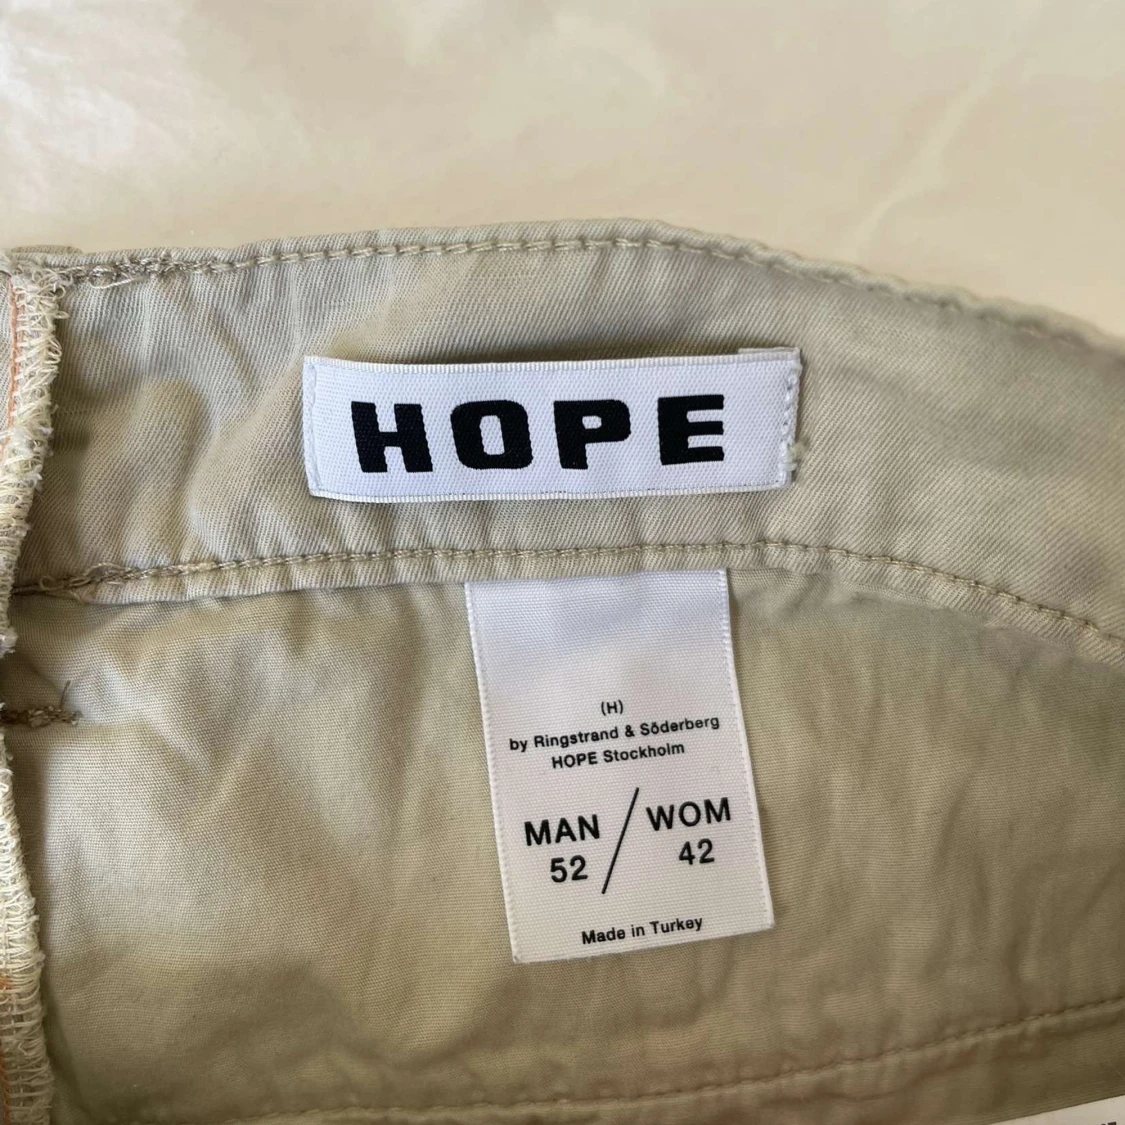 HOPE
(H)
by Ringstrand & Söderberg
HOPE Stockholm
MAN / WOM
52 42
Made in Turkey